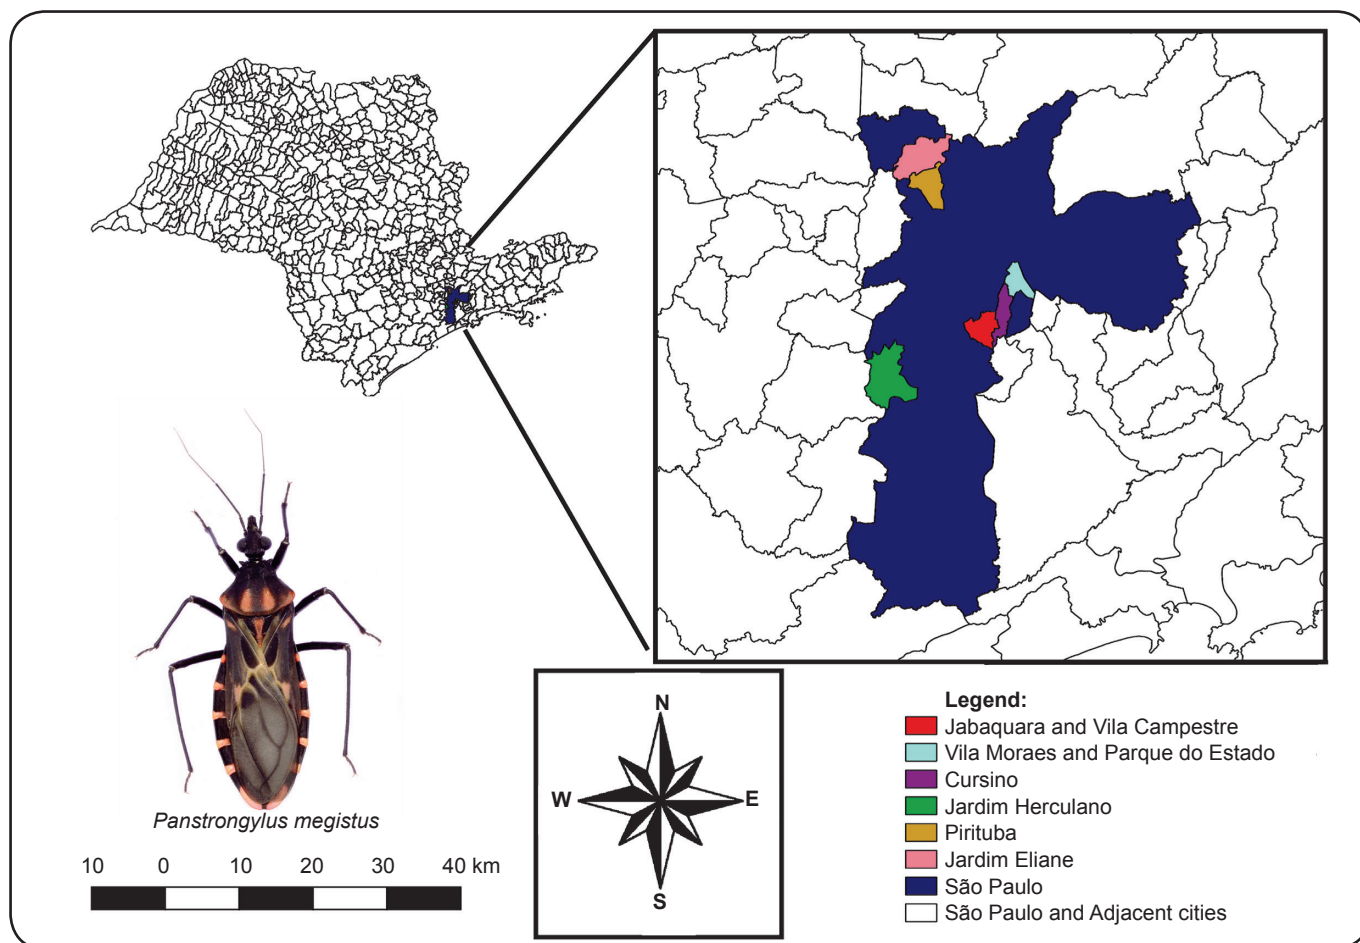 Panstrongylus megistus
10 0 10 20 30 40 km
N
W E
S
Legend:
Jabaquara and Vila Campestre
Vila Moraes and Parque do Estado
Cursino
Jardim Herculano
Pirituba
Jardim Eliane
São Paulo
São Paulo and Adjacent cities